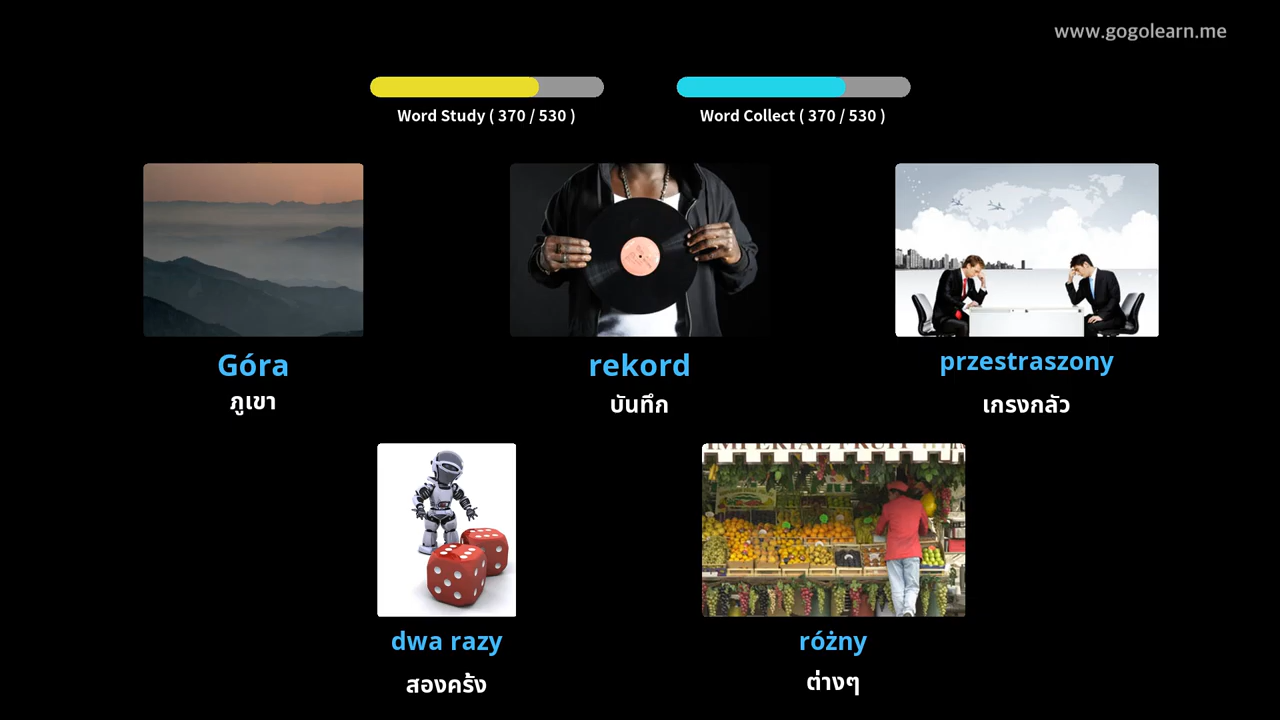 www.gogolearn.me
Word Study ( 370 / 530 )
Word Collect ( 370 / 530 )
Góra
rekord
przestraszony
ภูเขา
บันทึก
เกรงกลัว
IMPERIAL FRUIT
dwa razy
różny
สองครั้ง
ต่างๆ